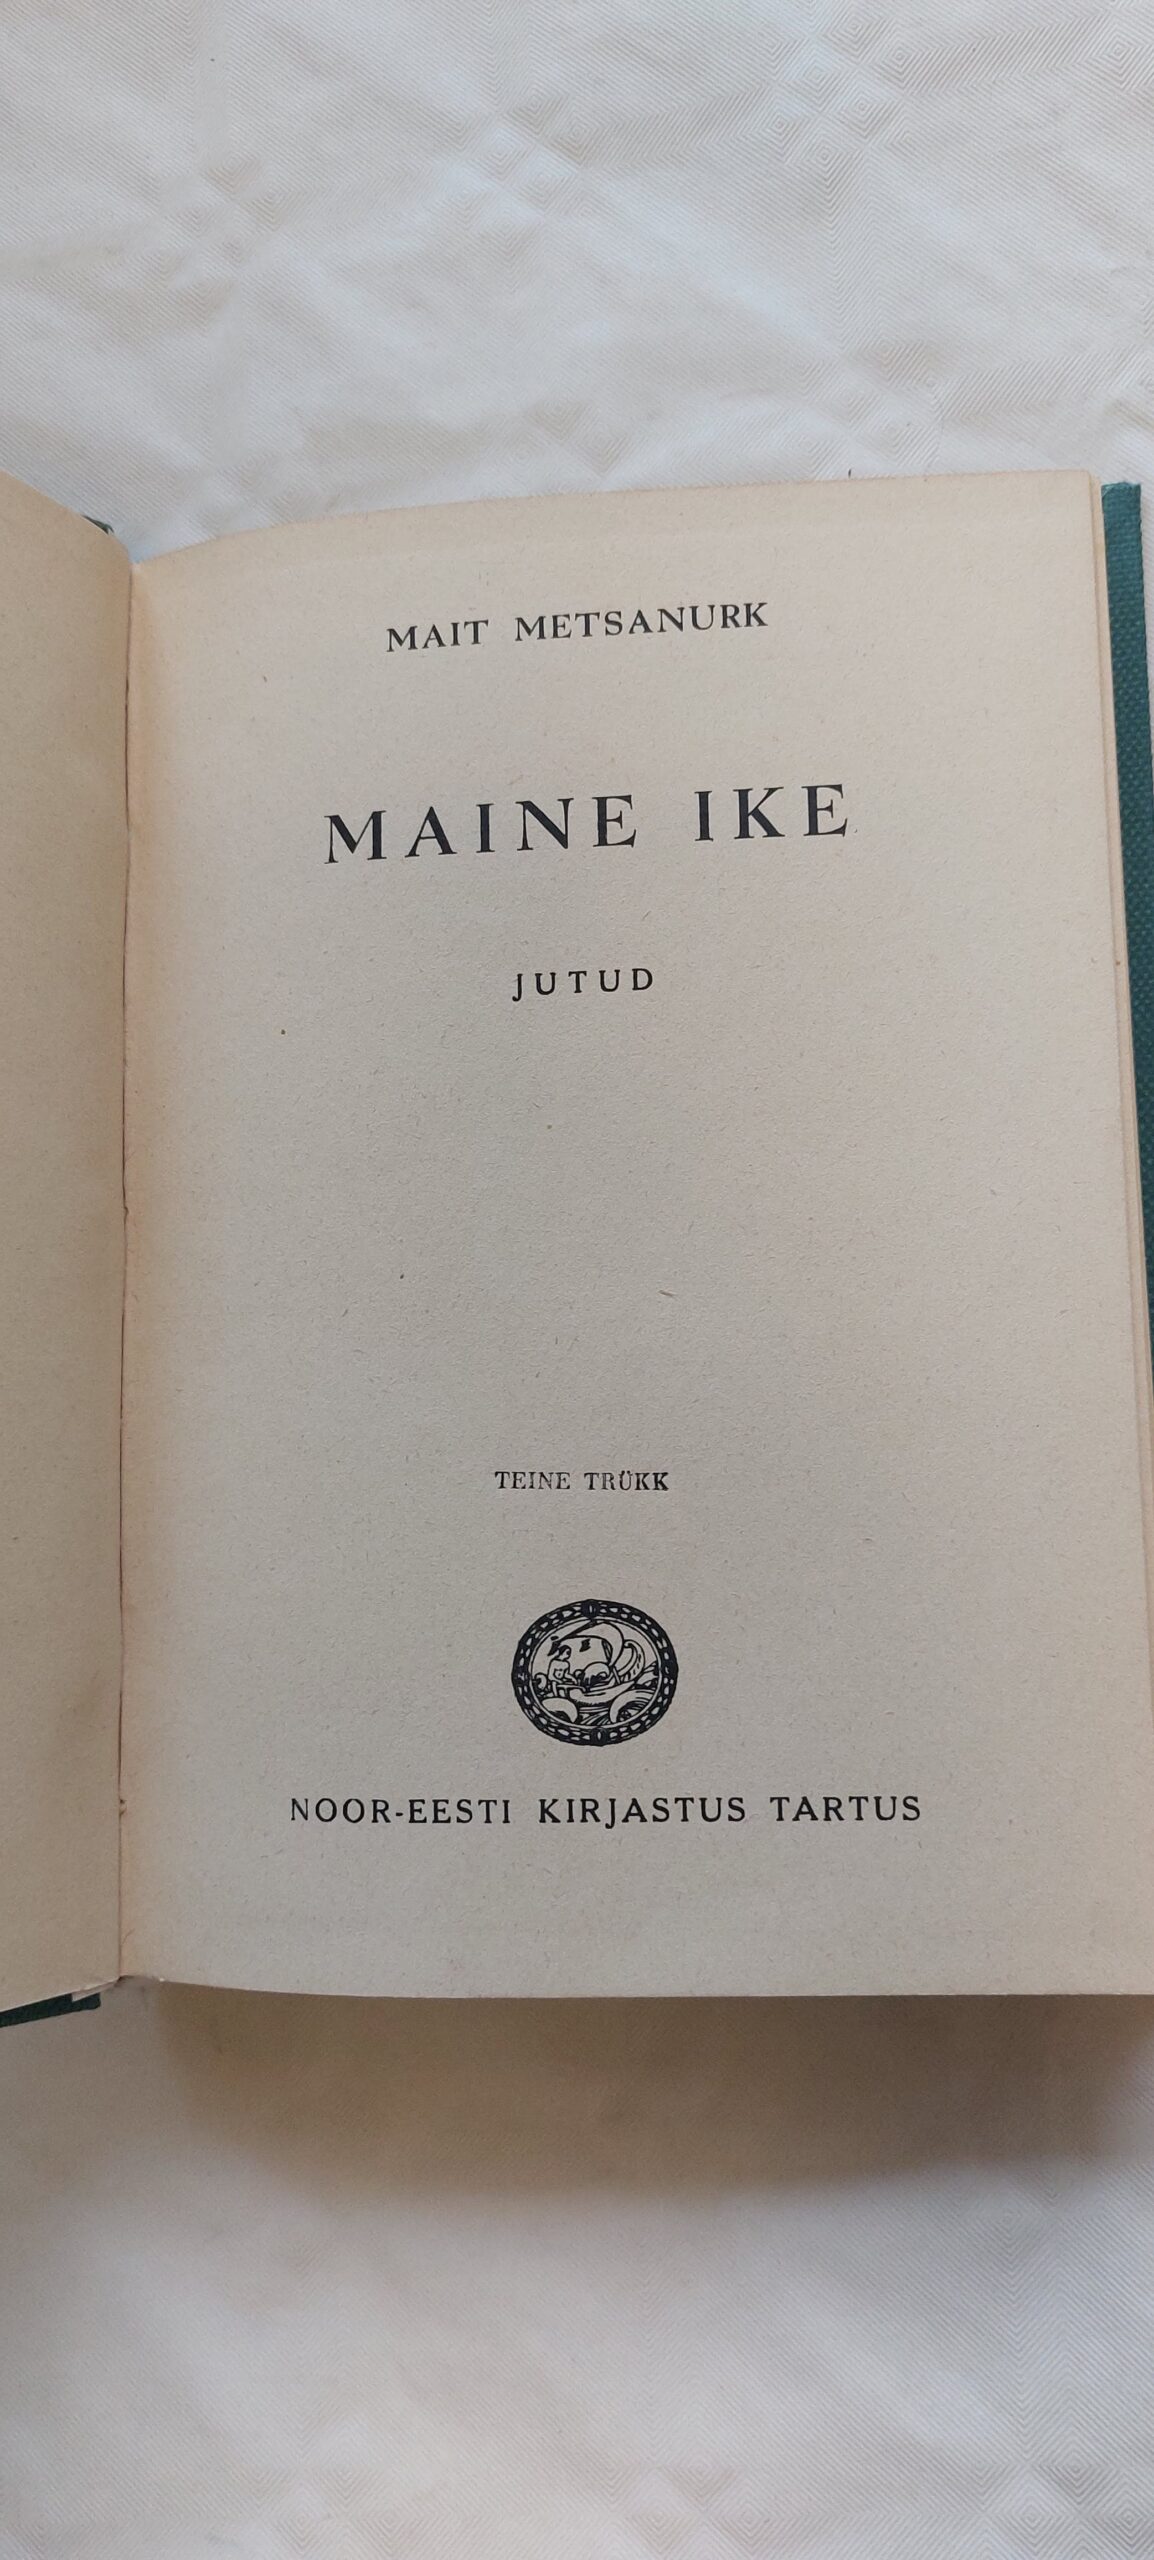 MAIT METSANURK
MAINE IKE
JUTUD
TEINE TRÜKK
NOOR-EESTI KIRJASTUS TARTUS